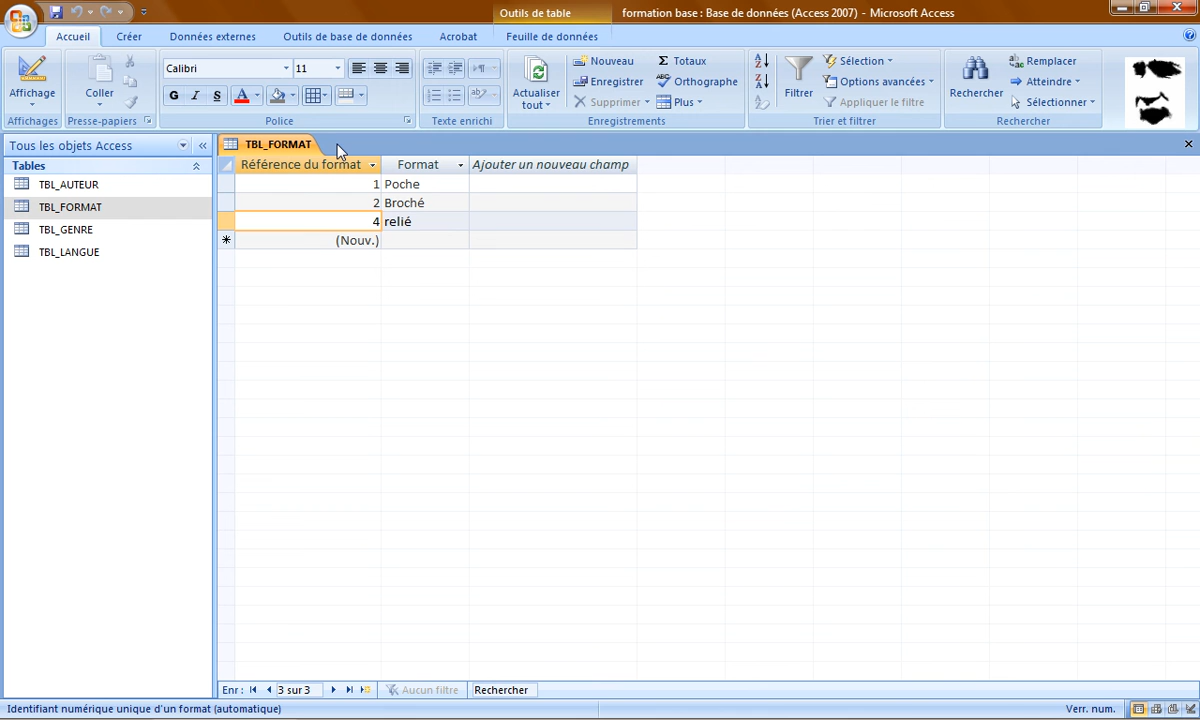 Outils de table
formation base : Base de données (Access 2007) - Microsoft Access
Accueil
Créer
Données externes
Outils de base de données
Acrobat
Feuille de données
Affichage
Affichages
Coller
Presse-papiers
Calibri
11
G I S A
Police
Texte enrichi
Actualiser
tout
Nouveau
Enregistrer
Supprimer
Σ Totaux
Orthographe
Plus
Enregistrements
Filtrer
Sélection
Options avancées
Appliquer le filtre
Trier et filtrer
Rechercher
Remplacer
Atteindre
Sélectionner
Rechercher
Tous les objets Access
Tables
TBL_AUTEUR
TBL_FORMAT
TBL_GENRE
TBL_LANGUE
TBL_FORMAT
Référence du format Format Ajouter un nouveau champ
1 Poche
2 Broché
4 relié
(Nouv.)
Enr : 3 sur 3 Aucun filtre Rechercher
Identifiant numérique unique d'un format (automatique)
Verr. num.